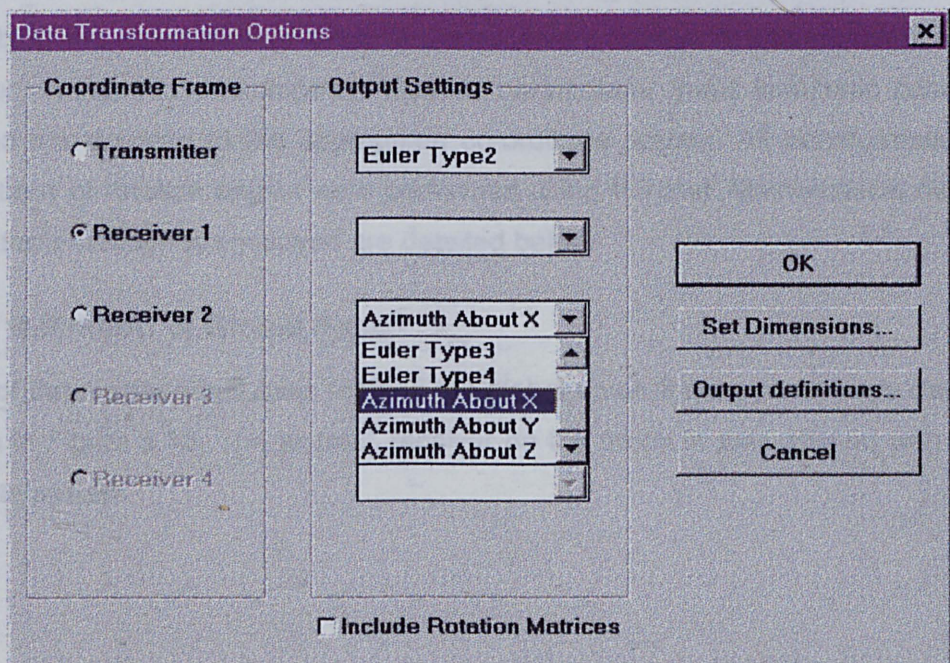 Data Transformation Options
Coordinate Frame
Output Settings
Transmitter
Euler Type2
Receiver 1
OK
Receiver 2
Azimuth About X
Set Dimensions...
Euler Type3
Euler Type4
Receiver 3
Azimuth About X
Output definitions...
Azimuth About Y
Azimuth About Z
Cancel
Receiver 4
Include Rotation Matrices